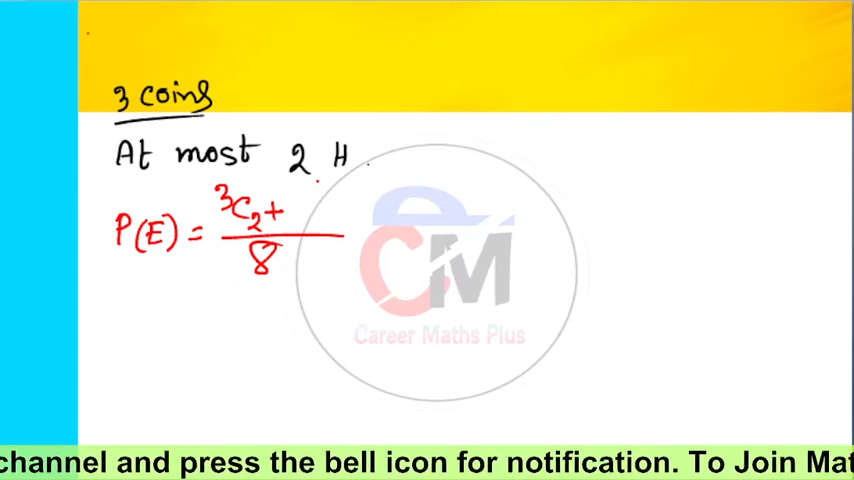 3 coins
At most 2 H
P(E) = ³C₂ + / 8
CM
Career Maths Plus
channel and press the bell icon for notification. To Join Mat